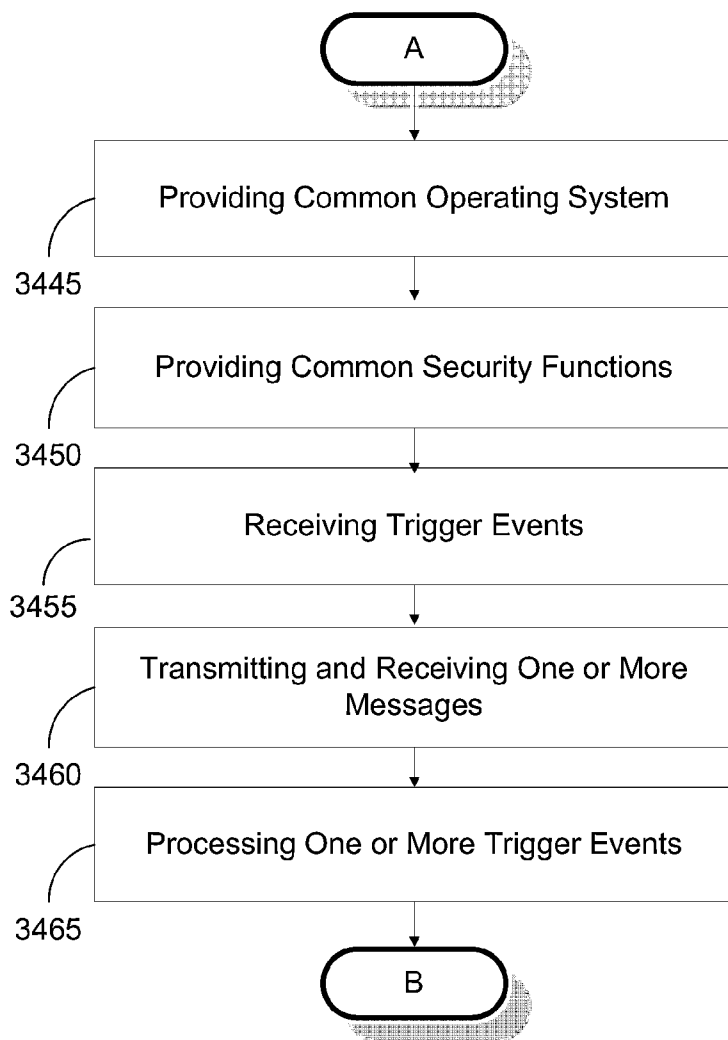 A
Providing Common Operating System
3445
Providing Common Security Functions
3450
Receiving Trigger Events
3455
Transmitting and Receiving One or More
Messages
3460
Processing One or More Trigger Events
3465
B